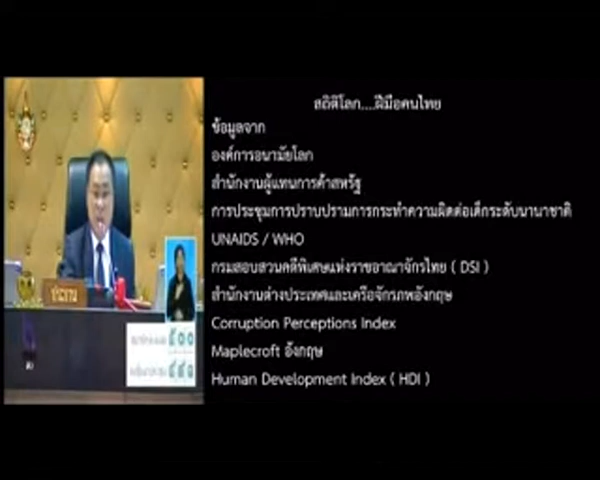 สถิติโลก....ฝีมือคนไทย
ข้อมูลจาก
องค์การอนามัยโลก
สำนักงานผู้แทนการค้าสหรัฐ
การประชุมการปราบปรามการกระทำความผิดต่อเด็กระดับนานาชาติ
UNAIDS / WHO
กรมสอบสวนคดีพิเศษแห่งราชอาณาจักรไทย ( DSI )
สำนักงานต่างประเทศและเครือจักรภพอังกฤษ
Corruption Perceptions Index
Maplecroft อังกฤษ
Human Development Index ( HDI )
ประธาน
๕๐๐